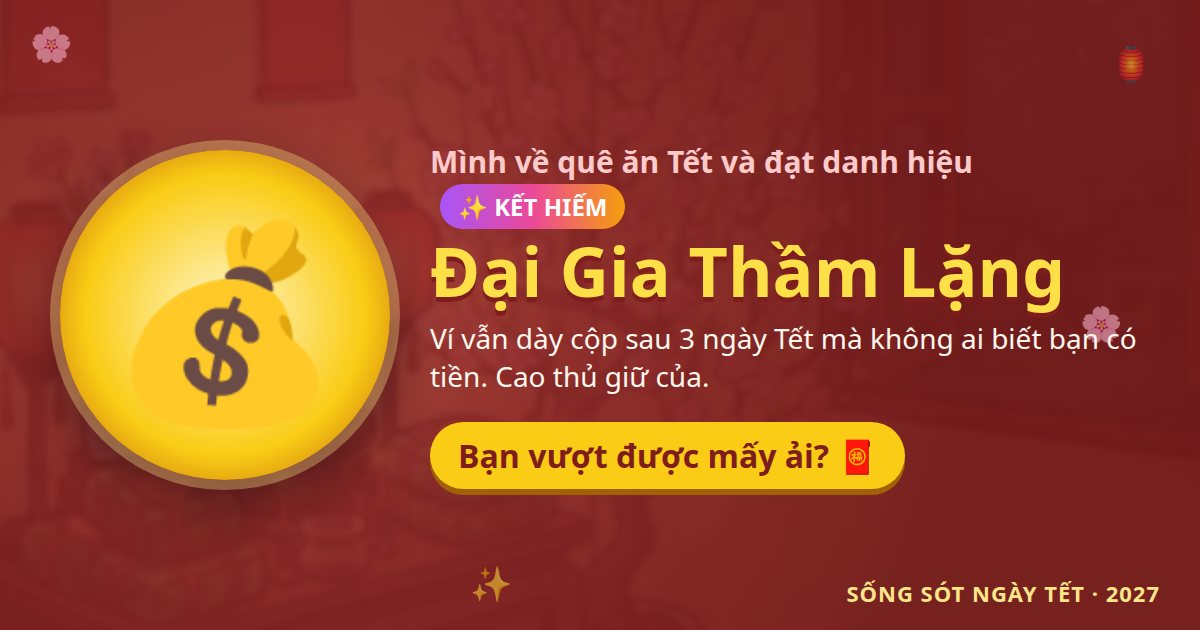 Mình về quê ăn Tết và đạt danh hiệu
✨ KẾT HIẾM
Đại Gia Thầm Lặng
Ví vẫn dày cộp sau 3 ngày Tết mà không ai biết bạn có
tiền. Cao thủ giữ của.
Bạn vượt được mấy ải? 🧧
SỐNG SÓT NGÀY TẾT · 2027